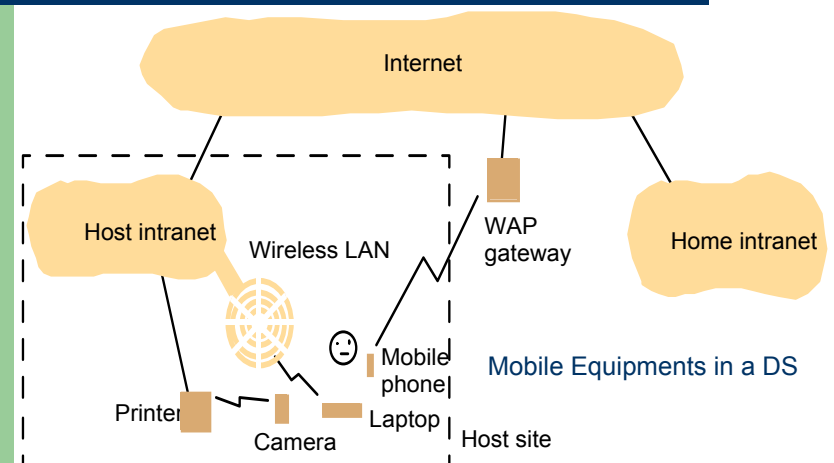 Internet
Host intranet
Wireless LAN
WAP
gateway
Home intranet
Mobile
phone
Mobile Equipments in a DS
Printer
Laptop
Camera
Host site